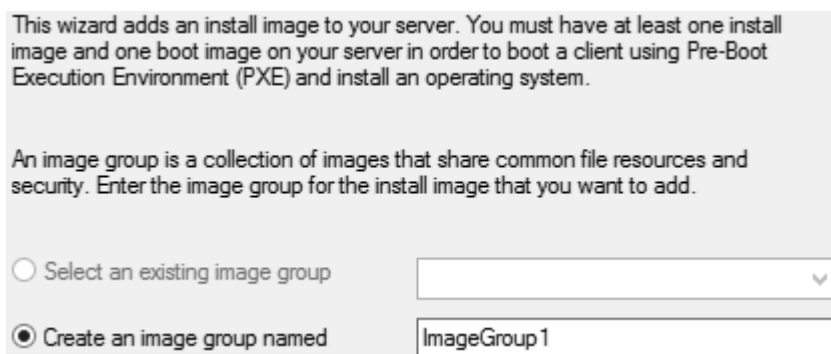 This wizard adds an install image to your server. You must have at least one install
image and one boot image on your server in order to boot a client using Pre-Boot
Execution Environment (PXE) and install an operating system.
An image group is a collection of images that share common file resources and
security. Enter the image group for the install image that you want to add.
Select an existing image group
Create an image group named ImageGroup1